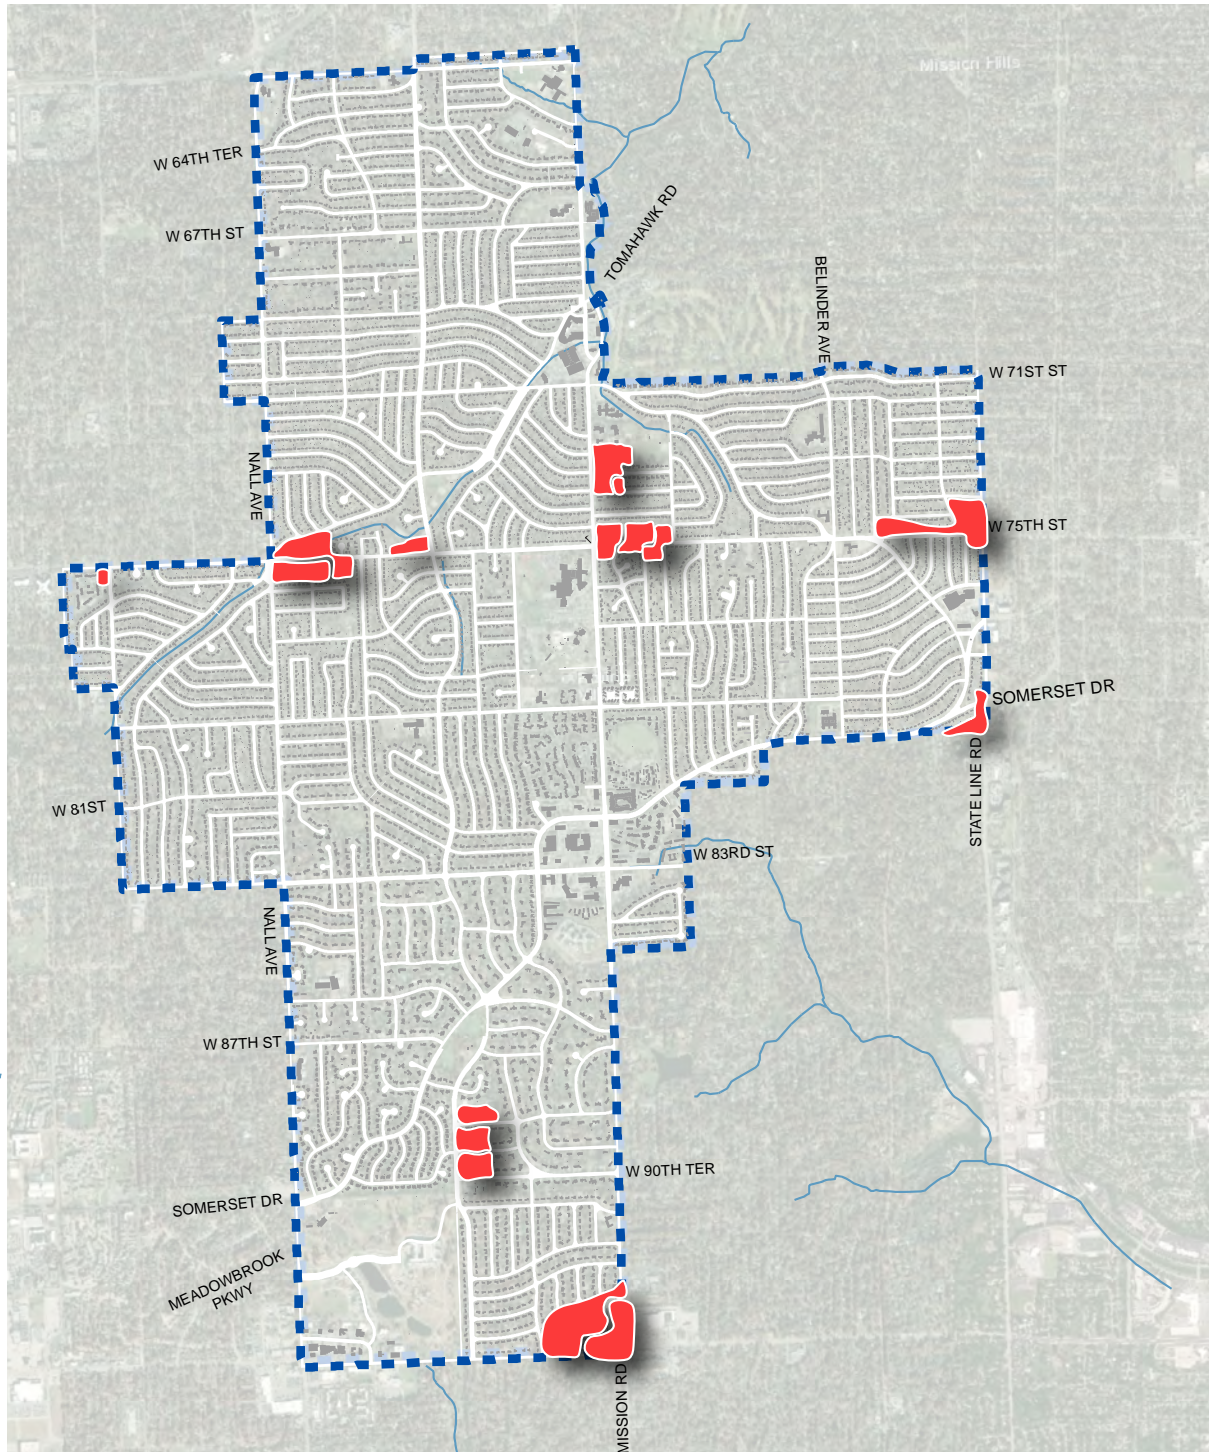 Mission Hills
W 64TH TER
TOMAHAWK RD
W 67TH ST
BELINDER AVE
W 71ST ST
NALL AVE
W 75TH ST
SOMERSET DR
STATE LINE RD
W 81ST
W 83RD ST
NALL AVE
W 87TH ST
W 90TH TER
SOMERSET DR
MEADOWBROOK
PKWY
MISSION RD